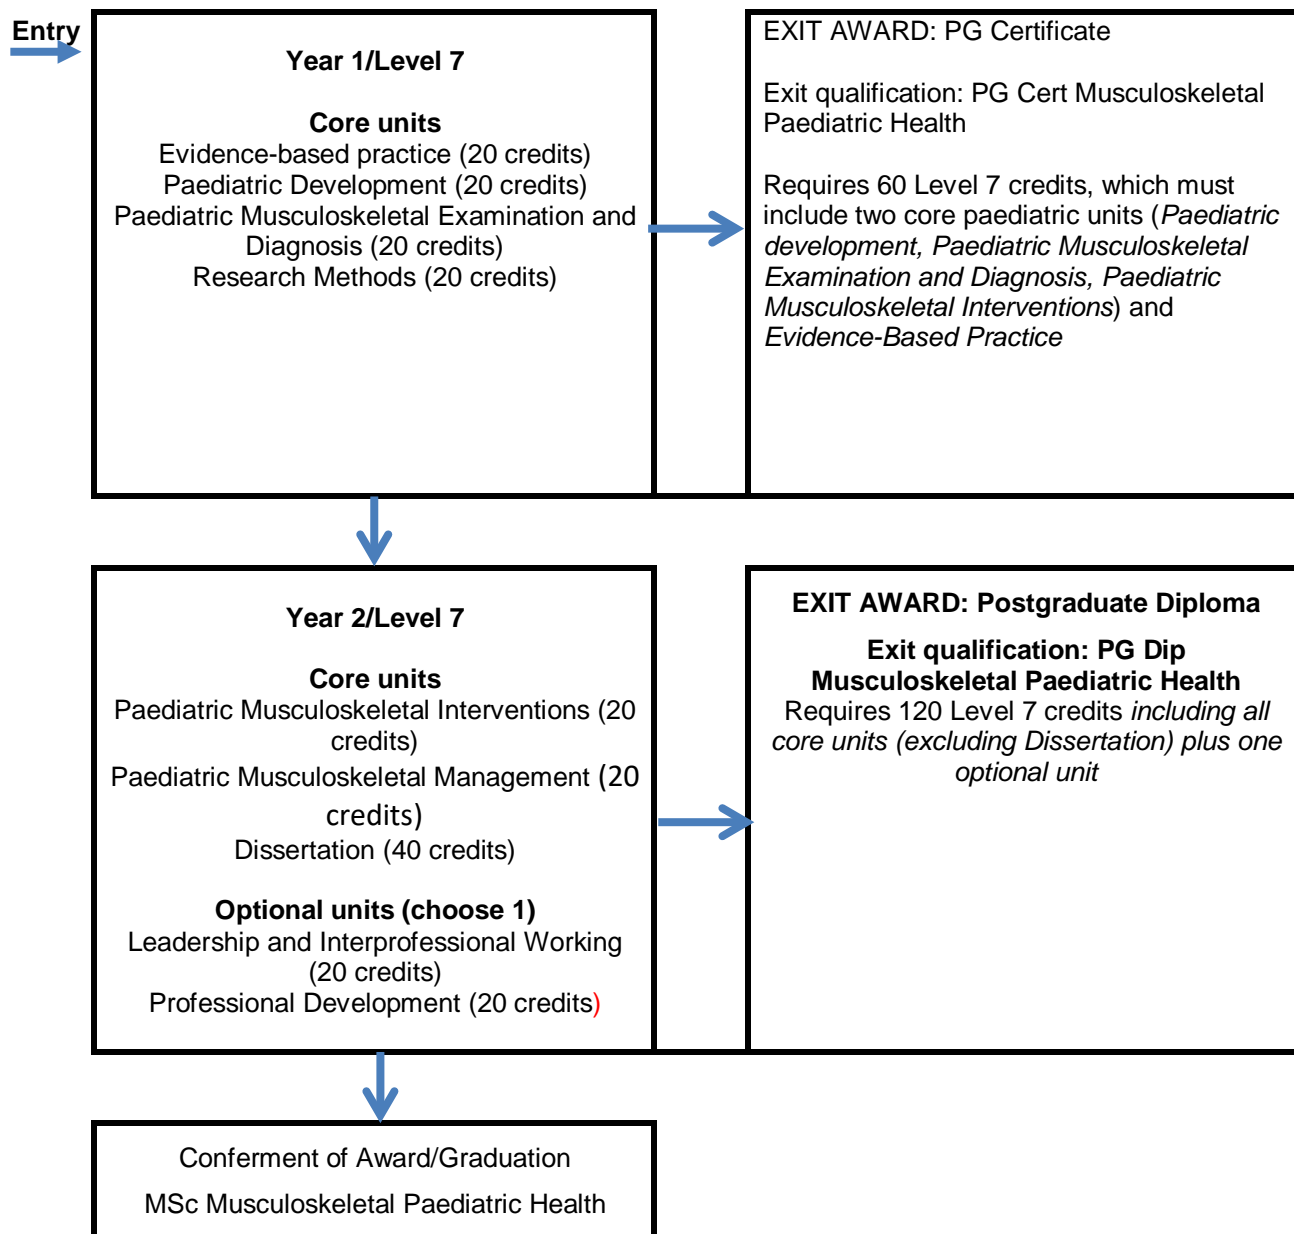 Entry
Year 1/Level 7
Core units
Evidence-based practice (20 credits)
Paediatric Development (20 credits)
Paediatric Musculoskeletal Examination and
Diagnosis (20 credits)
Research Methods (20 credits)
EXIT AWARD: PG Certificate
Exit qualification: PG Cert Musculoskeletal
Paediatric Health
Requires 60 Level 7 credits, which must
include two core paediatric units (Paediatric
development, Paediatric Musculoskeletal
Examination and Diagnosis, Paediatric
Musculoskeletal Interventions) and
Evidence-Based Practice
Year 2/Level 7
Core units
Paediatric Musculoskeletal Interventions (20
credits)
Paediatric Musculoskeletal Management (20
credits)
Dissertation (40 credits)
Optional units (choose 1)
Leadership and Interprofessional Working
(20 credits)
Professional Development (20 credits)
EXIT AWARD: Postgraduate Diploma
Exit qualification: PG Dip
Musculoskeletal Paediatric Health
Requires 120 Level 7 credits including all
core units (excluding Dissertation) plus one
optional unit
Conferment of Award/Graduation
MSc Musculoskeletal Paediatric Health